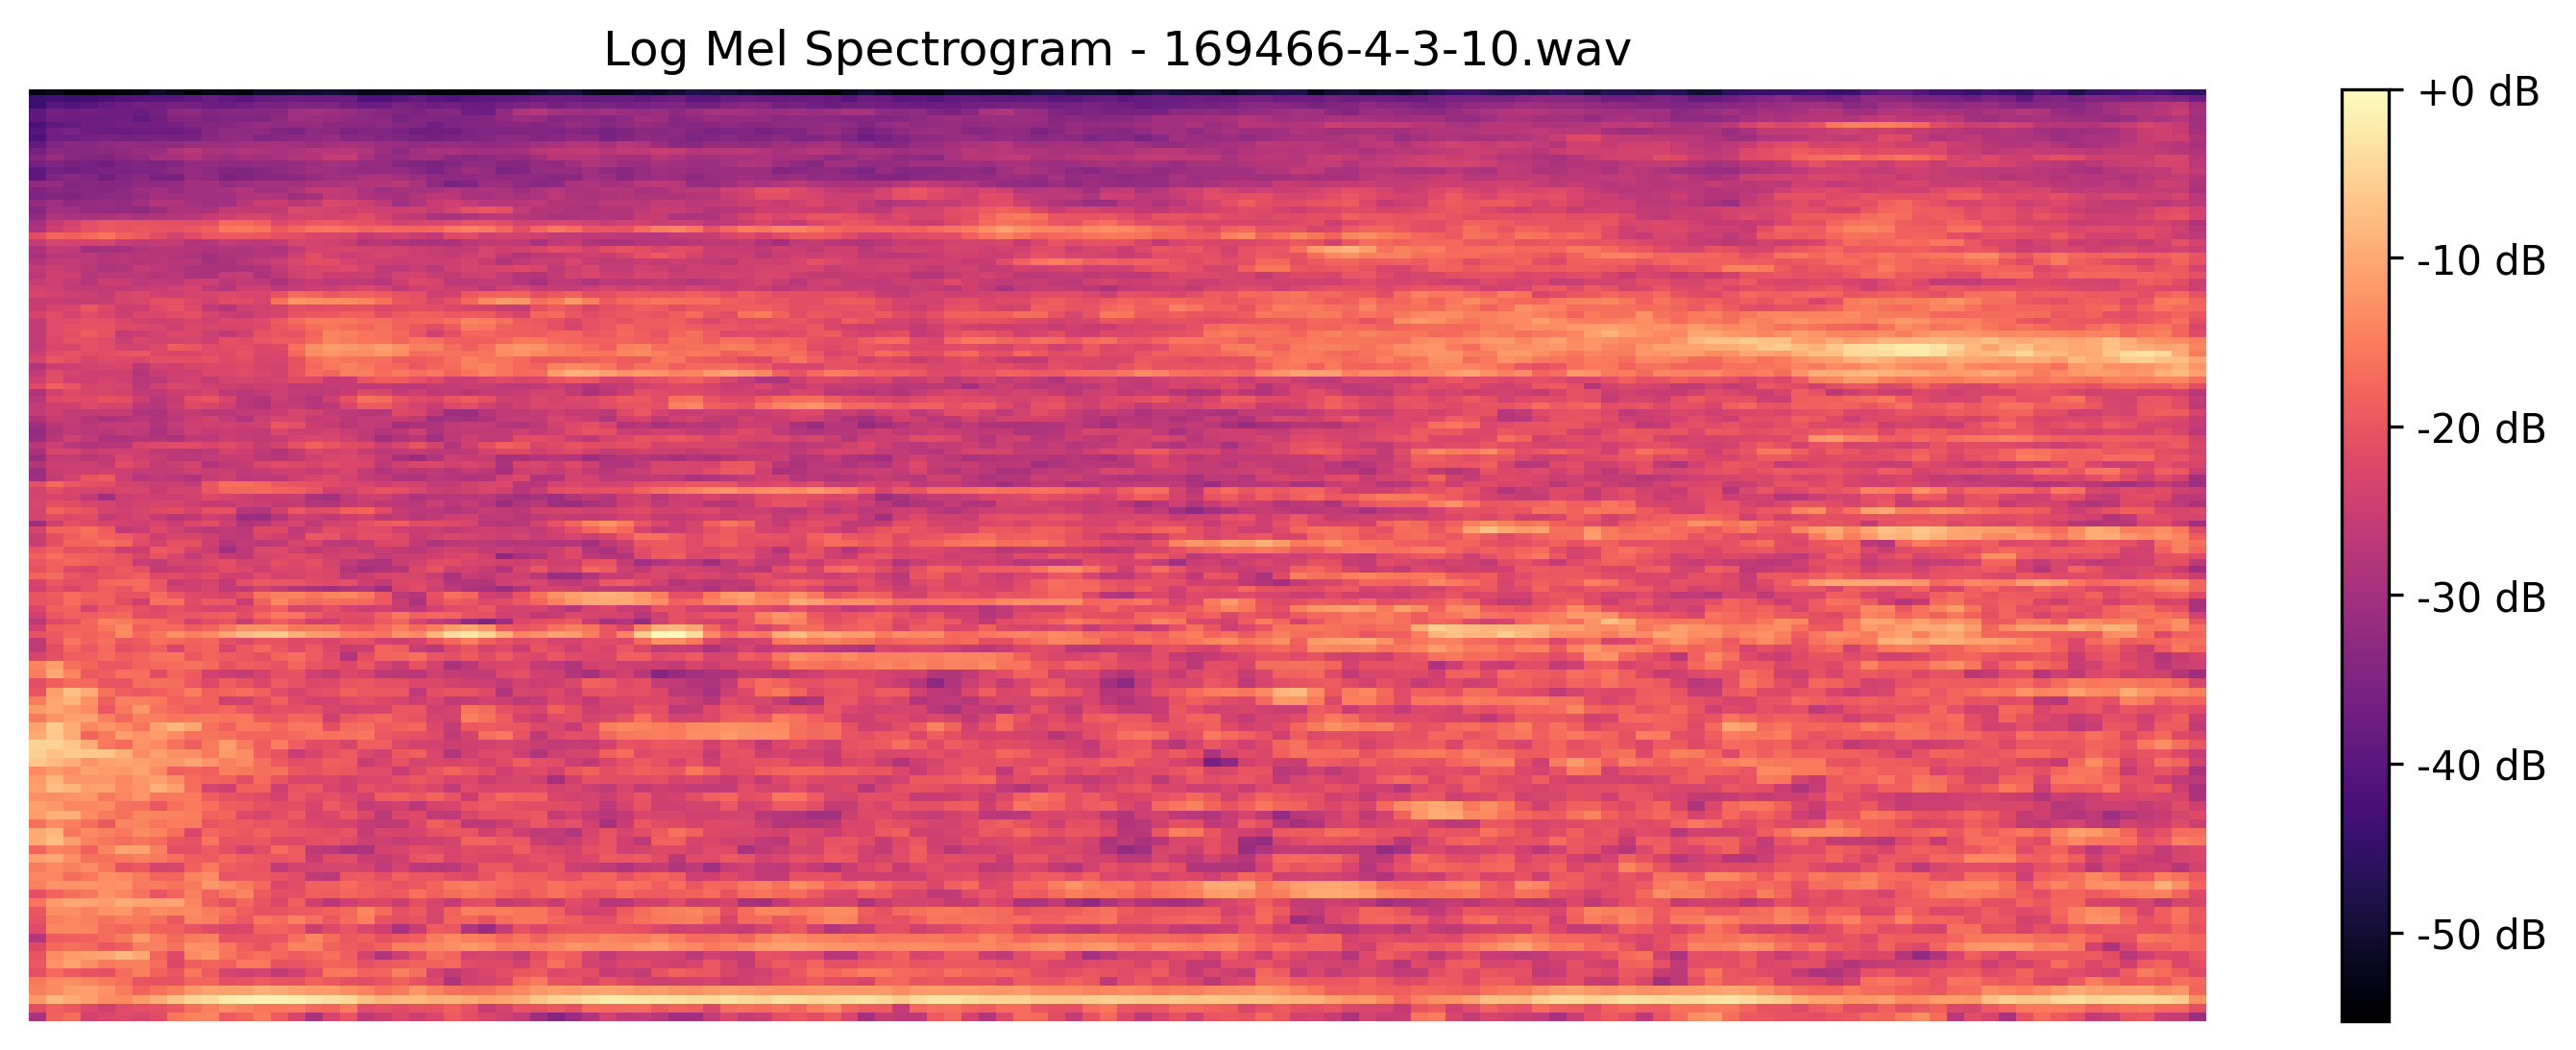 Log Mel Spectrogram - 169466-4-3-10.wav
+0 dB
-10 dB
-20 dB
-30 dB
-40 dB
-50 dB